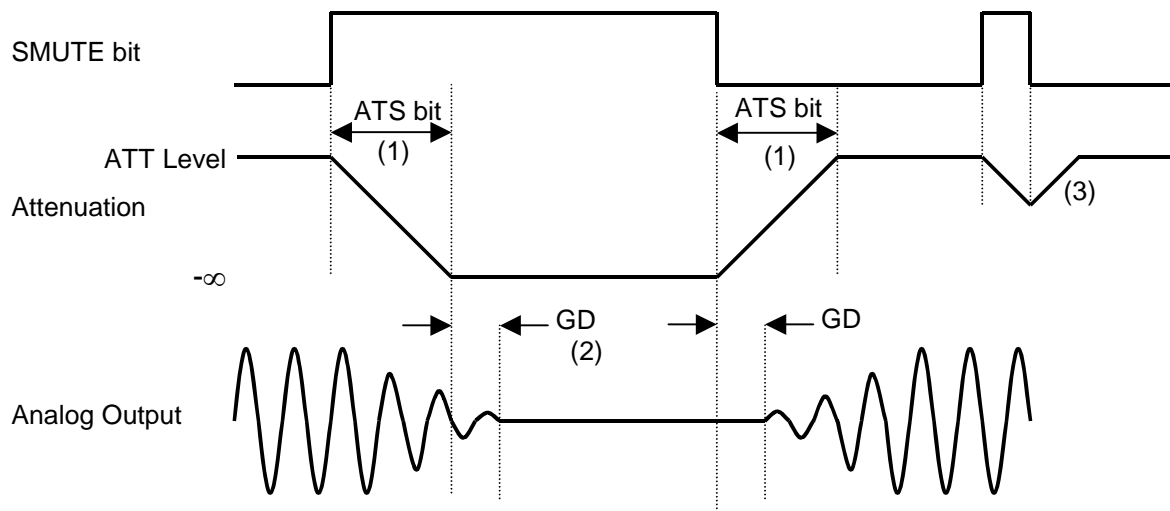 SMUTE bit
ATS bit
(1)
ATS bit
(1)
ATT Level
Attenuation
(3)
-∞
GD
(2)
GD
Analog Output